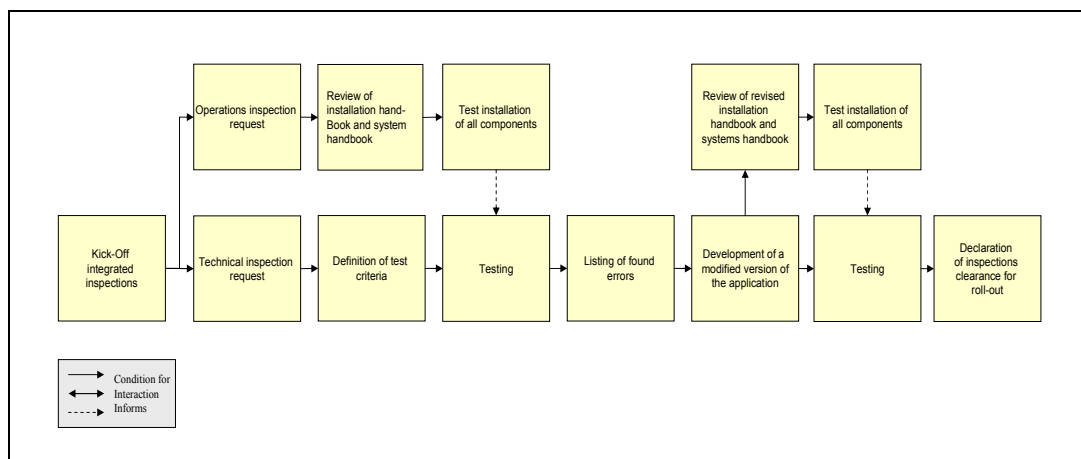 Operations inspection
request
Review of
installation hand-
Book and system
handbook
Test installation
of all components
Review of revised
installation
handbook and
systems handbook
Test installation of
all components
Kick-Off
integrated
inspections
Technical inspection
request
Definition of test
criteria
Testing
Listing of found
errors
Development of a
modified version of
the application
Testing
Declaration
of inspections
clearance for
roll-out
Condition for
Interaction
Informs